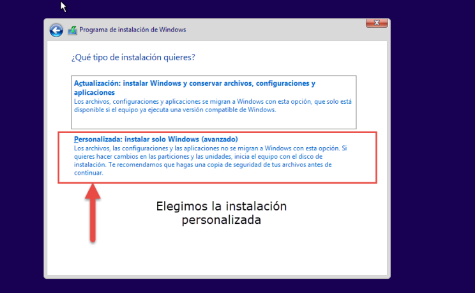 Programa de instalación de Windows
¿Qué tipo de instalación quieres?
Actualización: instalar Windows y conservar archivos, configuraciones y
aplicaciones
Los archivos, configuraciones y aplicaciones se migran a Windows con esta opción, que solo está
disponible si el equipo ya ejecuta una versión compatible de Windows.
Personalizada: instalar solo Windows (avanzado)
Los archivos, las configuraciones y las aplicaciones no se migran a Windows con esta opción. Si
quieres hacer cambios en las particiones y las unidades, inicia el equipo con el disco de
instalación. Te recomendamos que hagas una copia de seguridad de tus archivos antes de
continuar.
Elegimos la instalación
personalizada